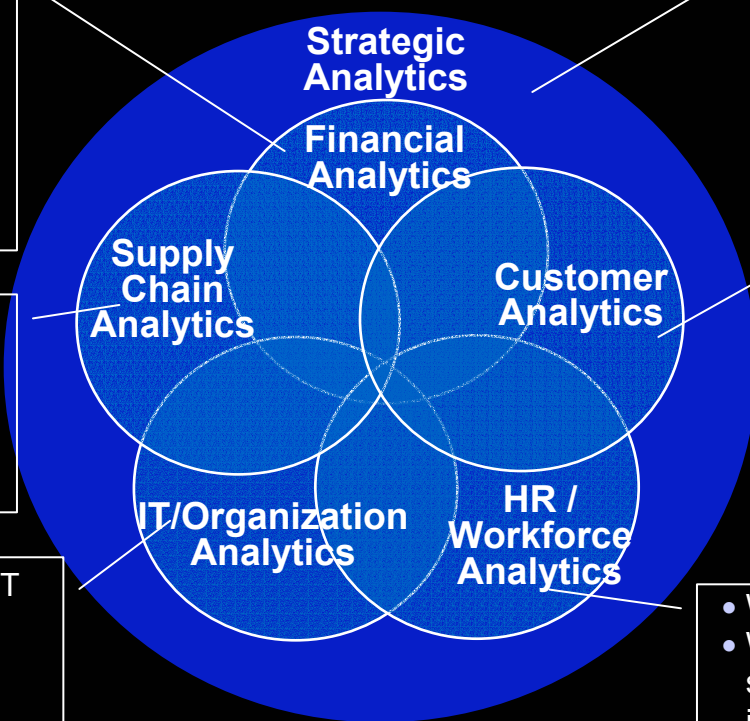 Strategic
Analytics
Financial
Analytics
Supply
Chain
Analytics
Customer
Analytics
IT/Organization
Analytics
HR /
Workforce
Analytics
T